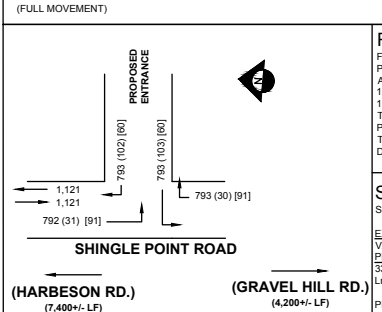 (FULL MOVEMENT)
PROPOSED
ENTRANCE
N
793 (102) [60]
793 (103) [60]
1,121
1,121
793 (30) [91]
792 (31) [91]
SHINGLE POINT ROAD
(HARBESON RD.)
(7,400+/- LF)
(GRAVEL HILL RD.)
(4,200+/- LF)